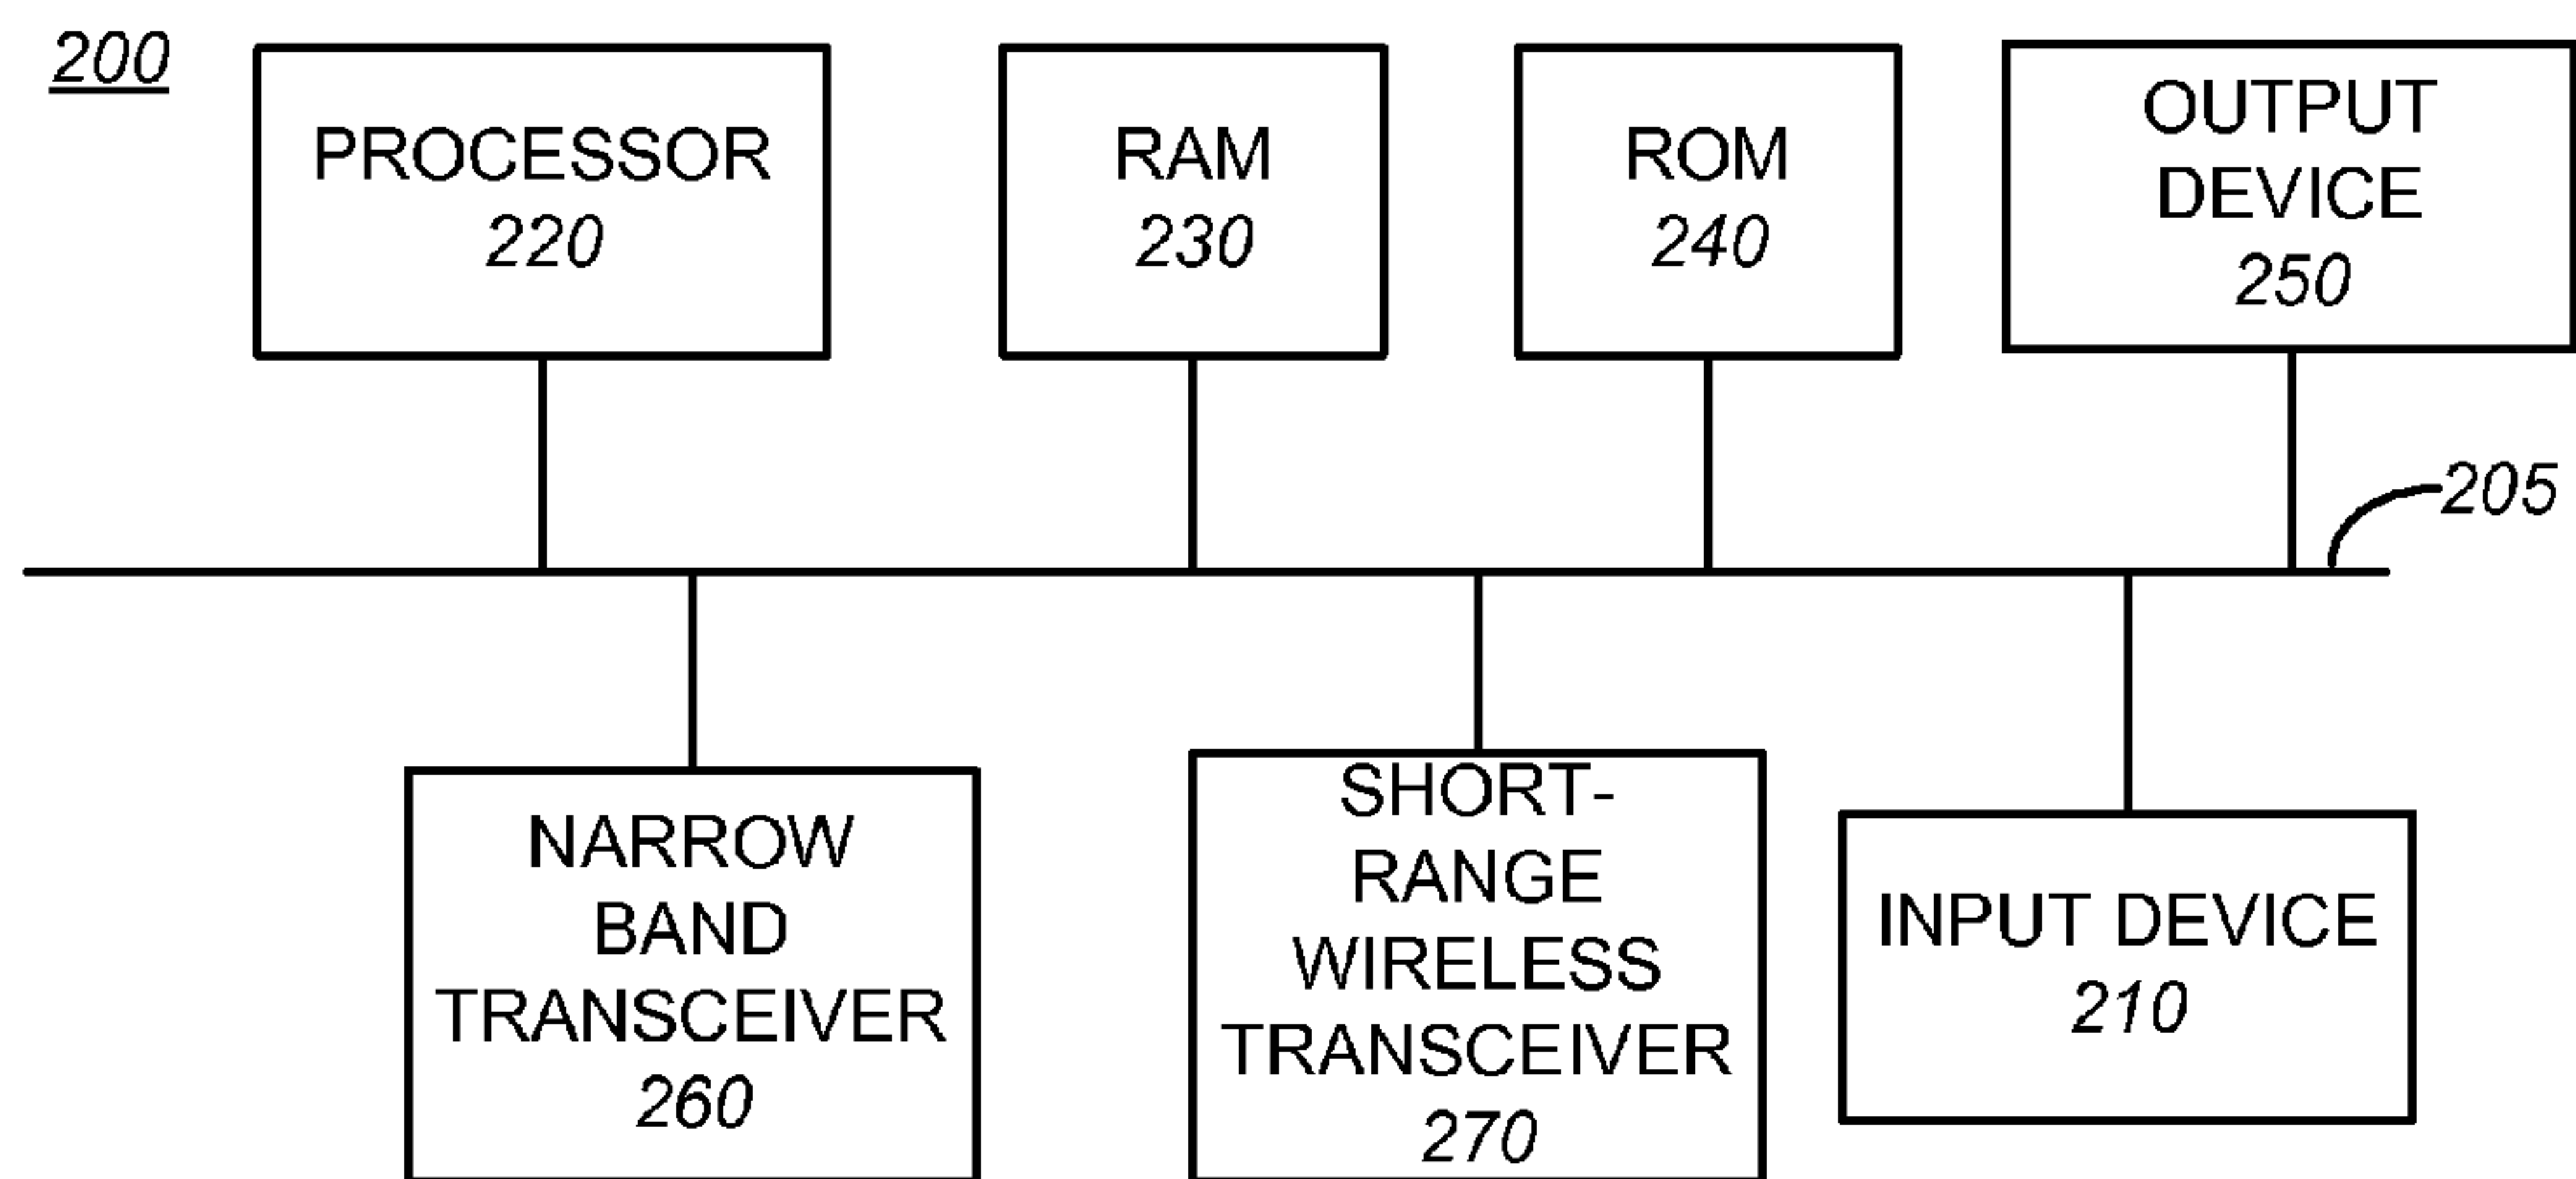 200
PROCESSOR
220
RAM
230
ROM
240
OUTPUT
DEVICE
250
205
NARROW
BAND
TRANSCEIVER
260
SHORT-
RANGE
WIRELESS
TRANSCEIVER
270
INPUT DEVICE
210